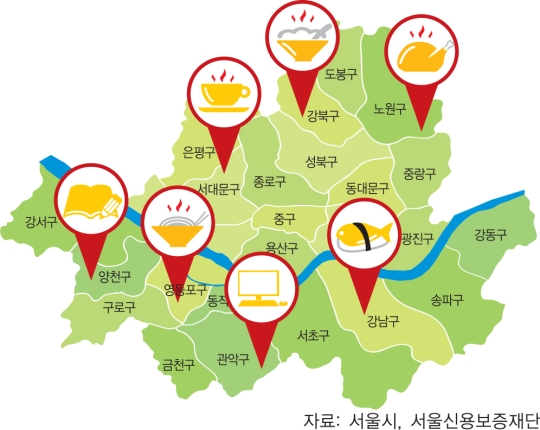 도봉구
노원구
강북구
은평구
성북구
중랑구
서대문구
종로구
동대문구
강서구
중구
광진구
강동구
용산구
양천구
영등포구
동작
송파구
구로구
강남구
서초구
관악구
금천구
자료: 서울시, 서울신용보증재단